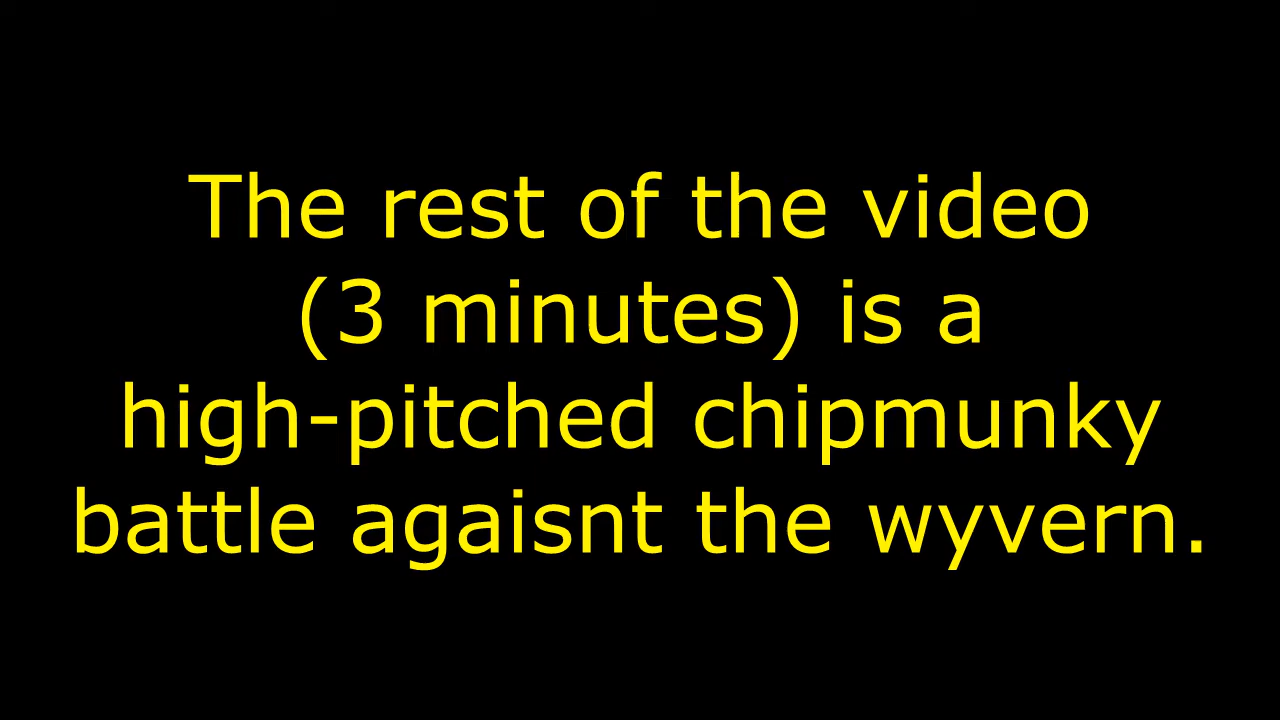 The rest of the video
(3 minutes) is a
high-pitched chipmunky
battle agaisnt the wyvern.